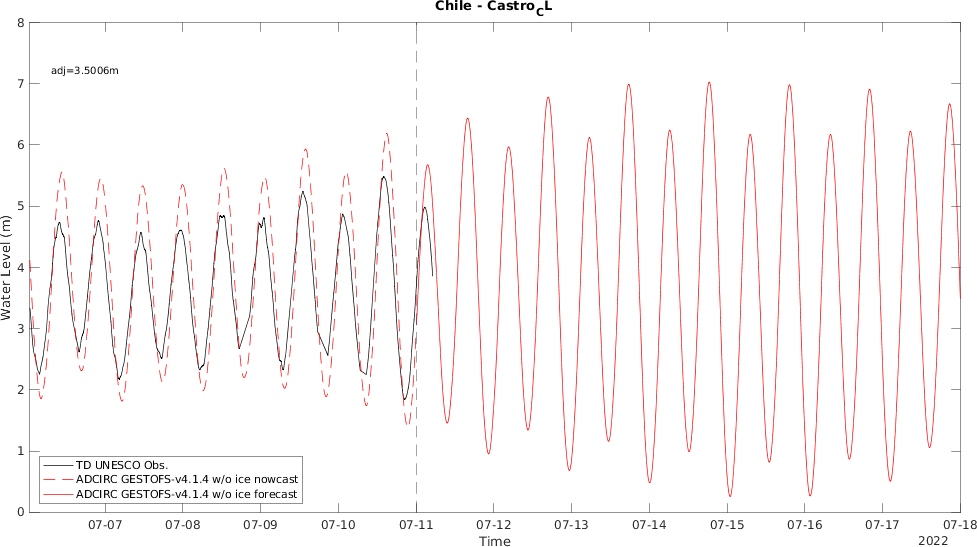 Chile - Castro_CL
8
7
6
5
4
3
2
1
0
Water Level (m)
adj=3.5006m
TD UNESCO Obs.
ADCIRC GESTOFS-v4.1.4 w/o ice nowcast
ADCIRC GESTOFS-v4.1.4 w/o ice forecast
07-07 07-08 07-09 07-10 07-11 07-12 07-13 07-14 07-15 07-16 07-17 07-18
Time
2022